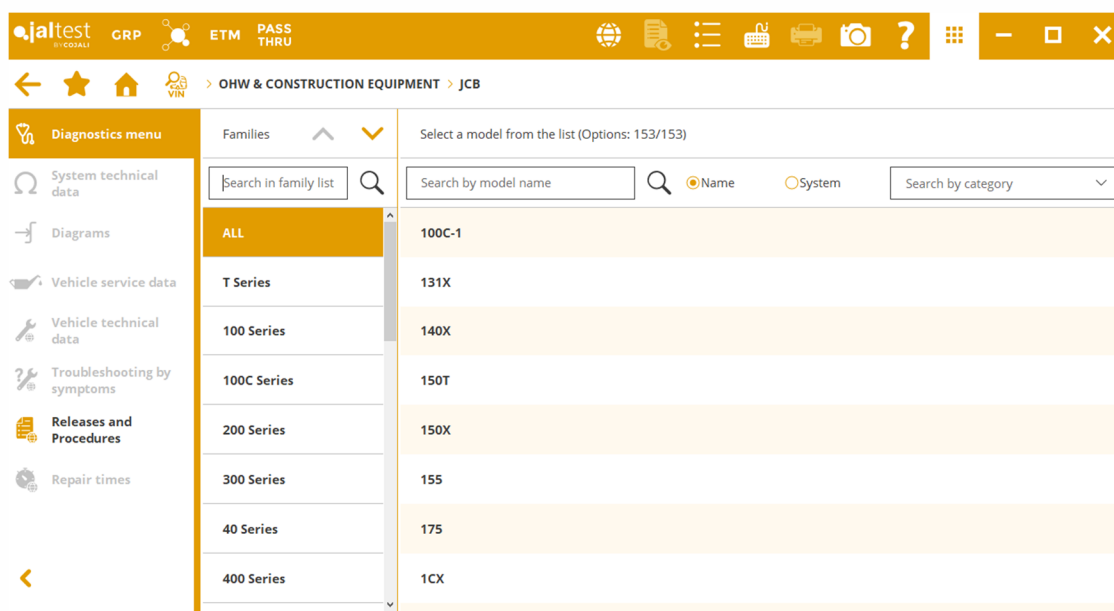 jaltest
BY COJALI
GRP
ETM
PASS
THRU
?
VIN
> OHW & CONSTRUCTION EQUIPMENT > JCB
Diagnostics menu
System technical
data
Diagrams
Vehicle service data
Vehicle technical
data
Troubleshooting by
symptoms
Releases and
Procedures
Repair times
Families
Search in family list
ALL
T Series
100 Series
100C Series
200 Series
300 Series
40 Series
400 Series
Select a model from the list (Options: 153/153)
Search by model name
Name
System
Search by category
100C-1
131X
140X
150T
150X
155
175
1CX